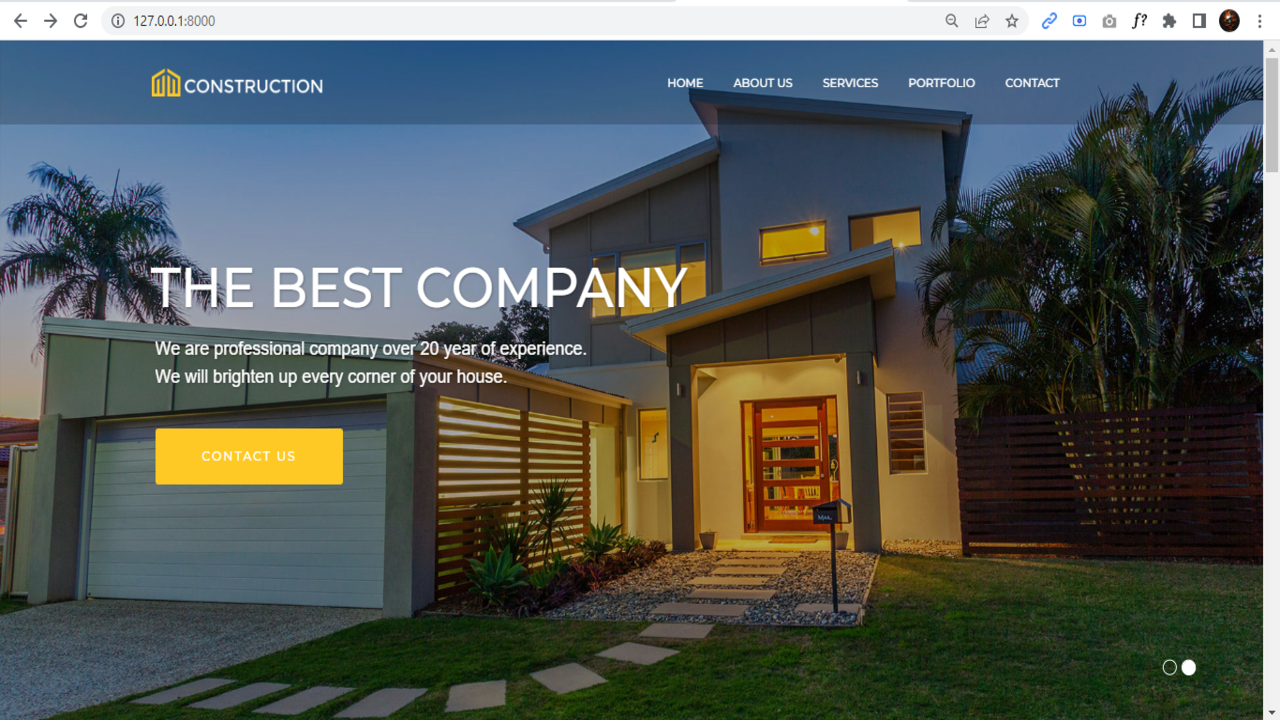 127.0.0.1:8000
f?
CONSTRUCTION
HOME ABOUT US SERVICES PORTFOLIO CONTACT
THE BEST COMPANY
We are professional company over 20 year of experience.
We will brighten up every corner of your house.
CONTACT US
MAIL